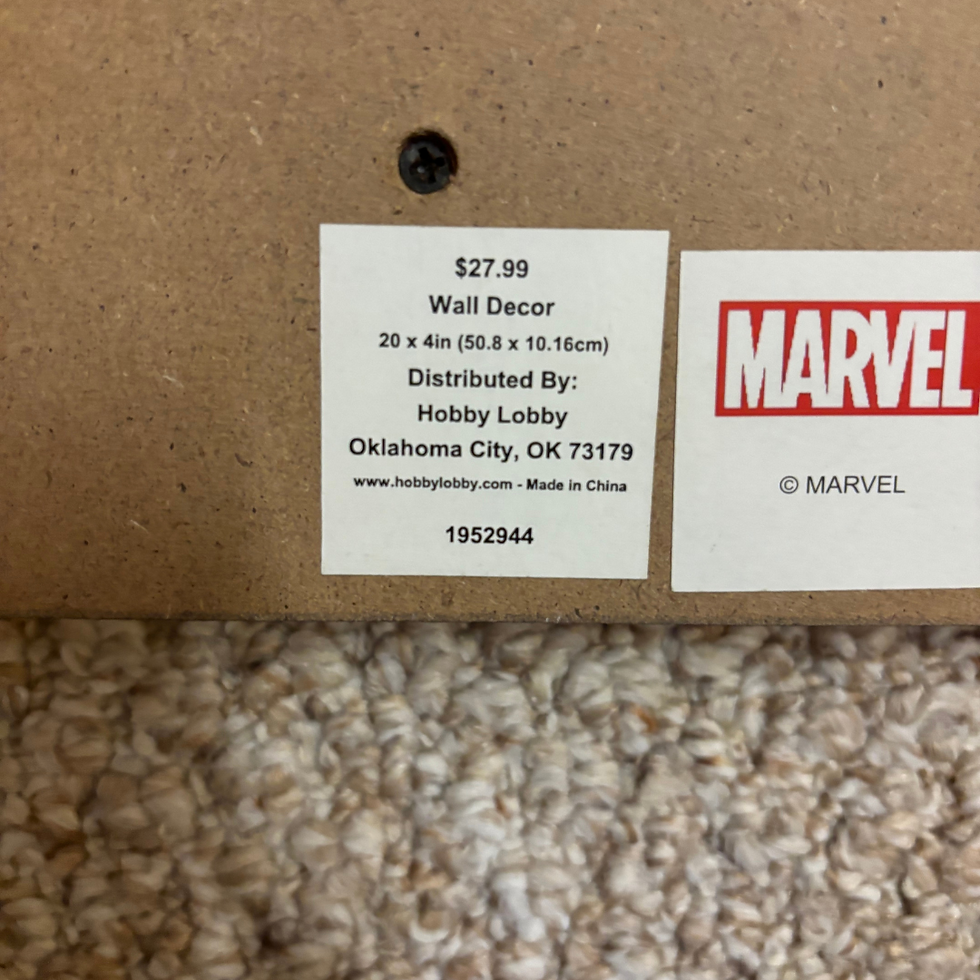 $27.99
Wall Decor
20 x 4in (50.8 x 10.16cm)
Distributed By:
Hobby Lobby
Oklahoma City, OK 73179
www.hobbylobby.com - Made in China
1952944
MARVEL
© MARVEL